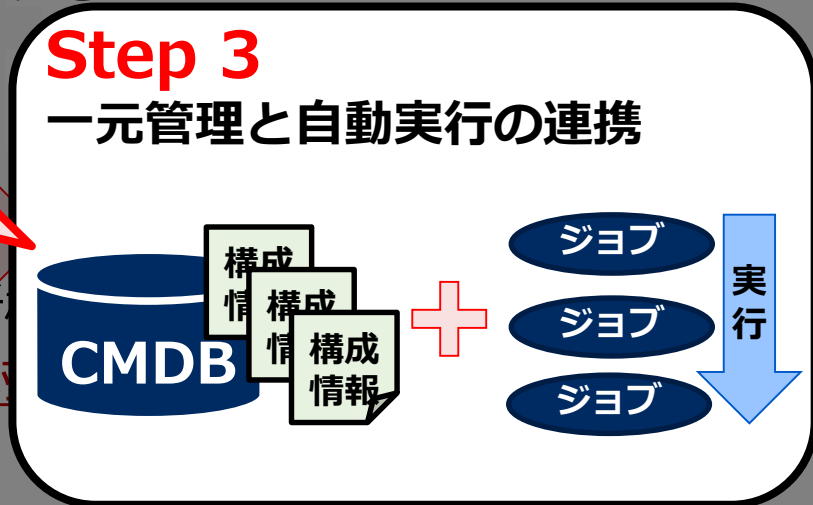 Step 3
一元管理と自動実行の連携
CMDB
構成
情
構成
情
構成
情報
ジョブ
ジョブ
ジョブ
実
行